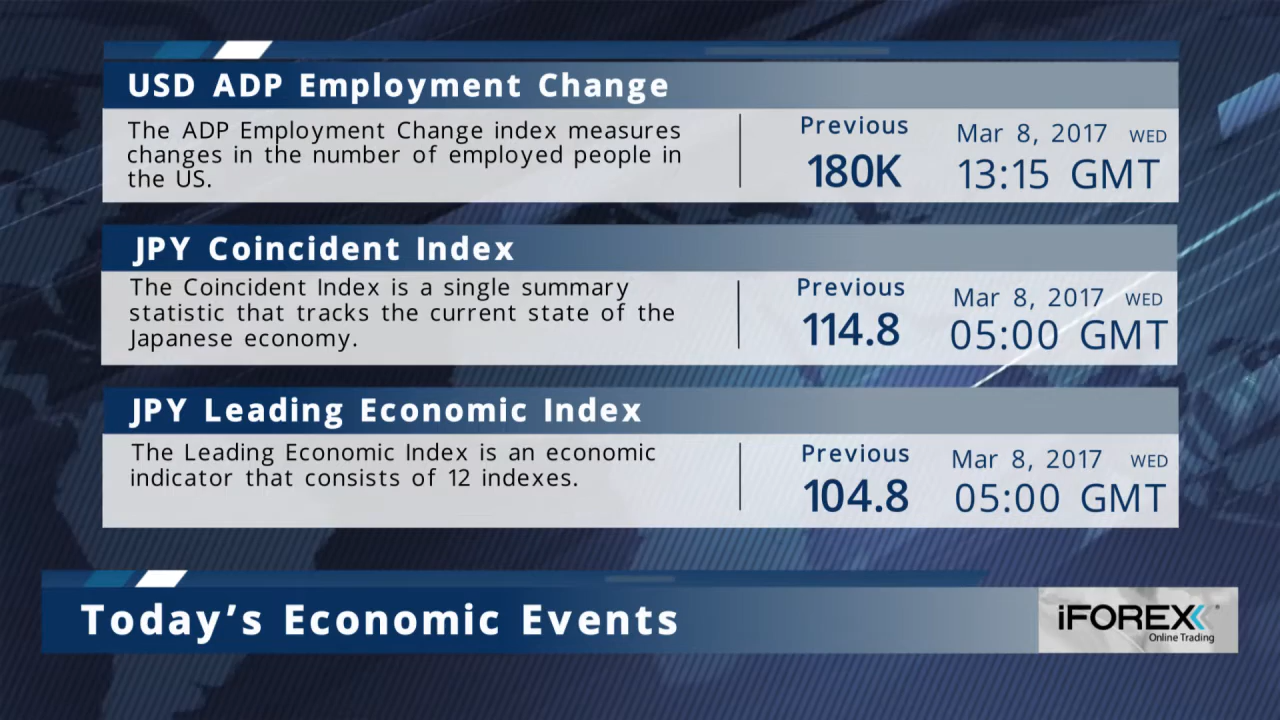 USD ADP Employment Change
The ADP Employment Change index measures
changes in the number of employed people in
the US.
Previous
180K
Mar 8, 2017 WED
13:15 GMT
JPY Coincident Index
The Coincident Index is a single summary
statistic that tracks the current state of the
Japanese economy.
Previous
114.8
Mar 8, 2017 WED
05:00 GMT
JPY Leading Economic Index
The Leading Economic Index is an economic
indicator that consists of 12 indexes.
Previous
104.8
Mar 8, 2017 WED
05:00 GMT
Today’s Economic Events
iFOREX
Online Trading